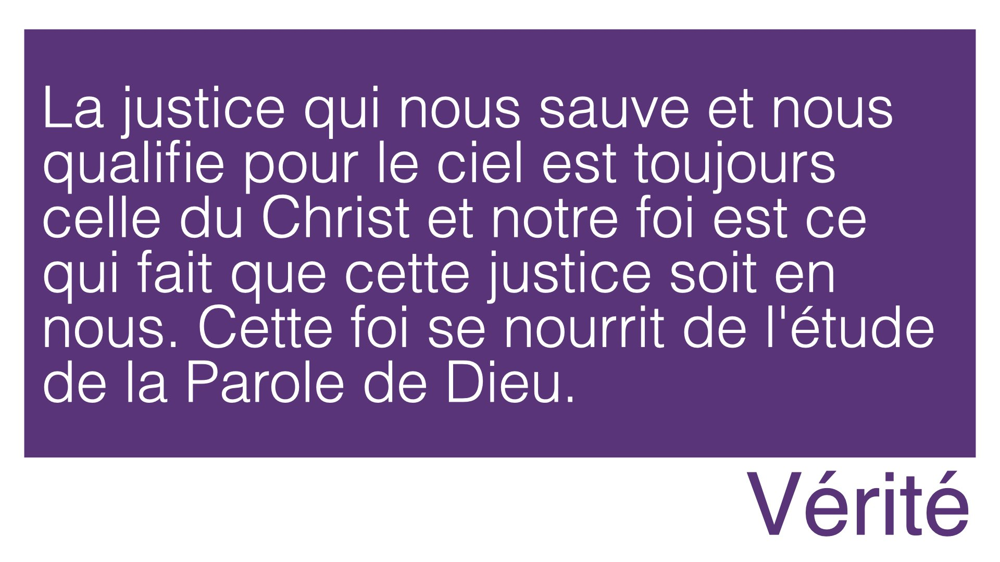 La justice qui nous sauve et nous
qualifie pour le ciel est toujours
celle du Christ et notre foi est ce
qui fait que cette justice soit en
nous. Cette foi se nourrit de l'étude
de la Parole de Dieu.
Vérité